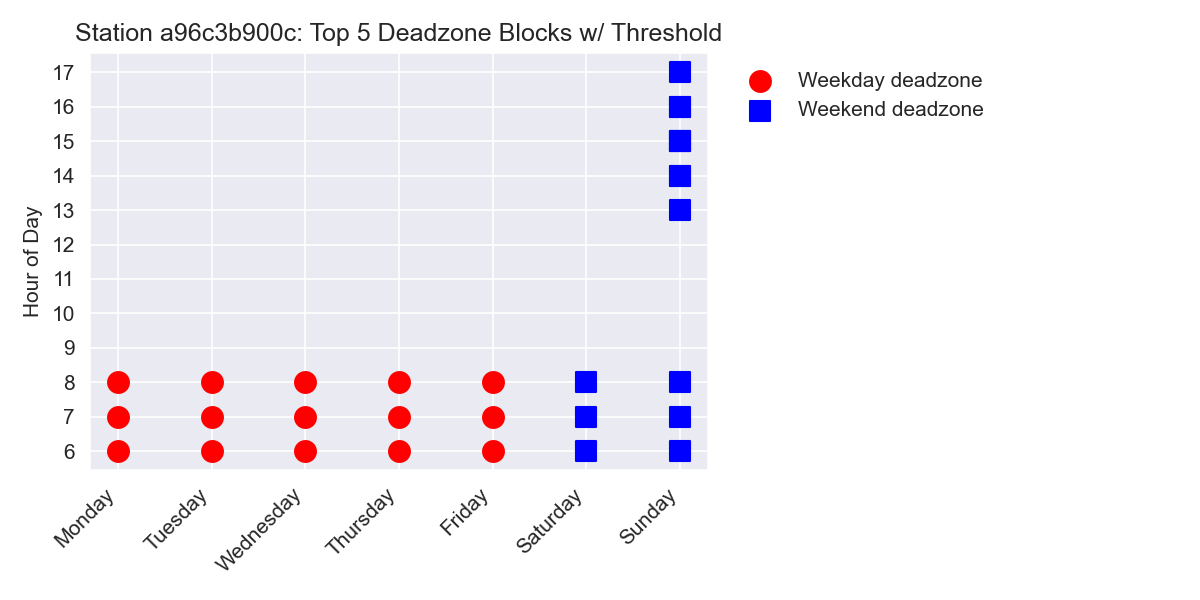 Station a96c3b900c: Top 5 Deadzone Blocks w/ Threshold
Weekday deadzone
Weekend deadzone
Hour of Day
17
16
15
14
13
12
11
10
9
8
7
6
Monday
Tuesday
Wednesday
Thursday
Friday
Saturday
Sunday